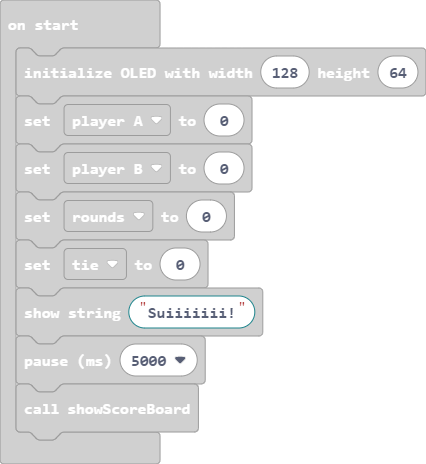 on start
initialize OLED with width 128 height 64
set player A to 0
set player B to 0
set rounds to 0
set tie to 0
show string "Suiiiiiii!"
pause (ms) 5000
call showScoreBoard